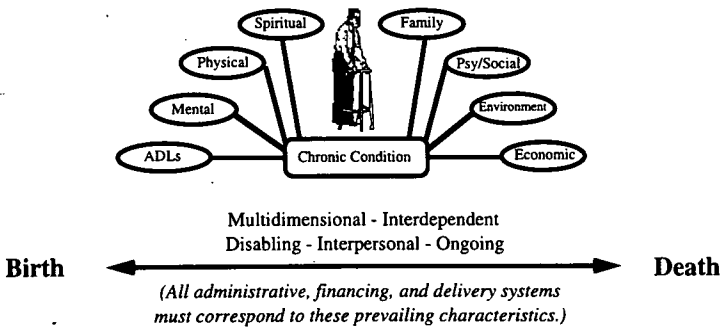 Spiritual
Family
Physical
Psy/Social
Mental
Environment
ADLs
Chronic Condition
Economic
Multidimensional - Interdependent
Disabling - Interpersonal - Ongoing
Birth
Death
(All administrative, financing, and delivery systems
must correspond to these prevailing characteristics.)